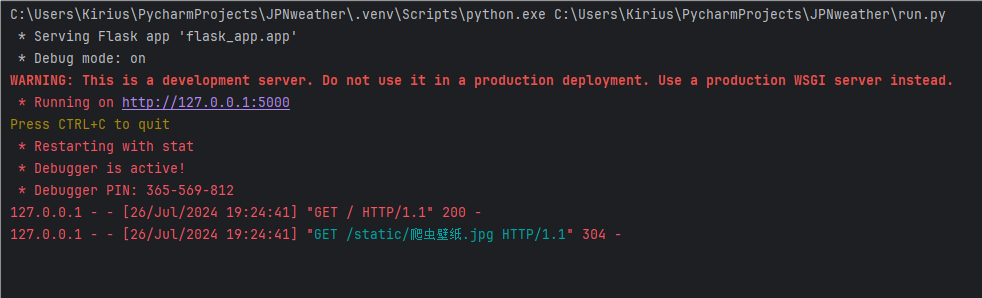 C:\Users\Kirius\PycharmProjects\JPNweather\.venv\Scripts\python.exe C:\Users\Kirius\PycharmProjects\JPNweather\run.py
 * Serving Flask app 'flask_app.app'
 * Debug mode: on
WARNING: This is a development server. Do not use it in a production deployment. Use a production WSGI server instead.
 * Running on http://127.0.0.1:5000
Press CTRL+C to quit
 * Restarting with stat
 * Debugger is active!
 * Debugger PIN: 365-569-812
127.0.0.1 - - [26/Jul/2024 19:24:41] "GET / HTTP/1.1" 200 -
127.0.0.1 - - [26/Jul/2024 19:24:41] "GET /static/爬虫壁纸.jpg HTTP/1.1" 304 -